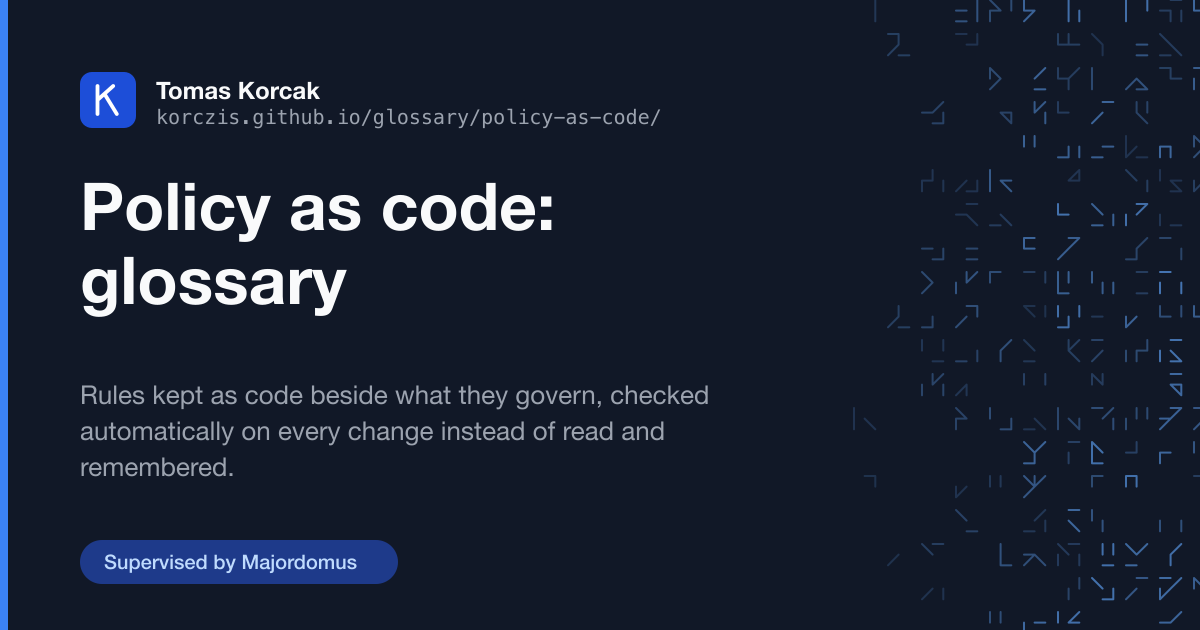 K
Tomas Korcak
korczis.github.io/glossary/policy-as-code/
Policy as code:
glossary
Rules kept as code beside what they govern, checked
automatically on every change instead of read and
remembered.
Supervised by Majordomus